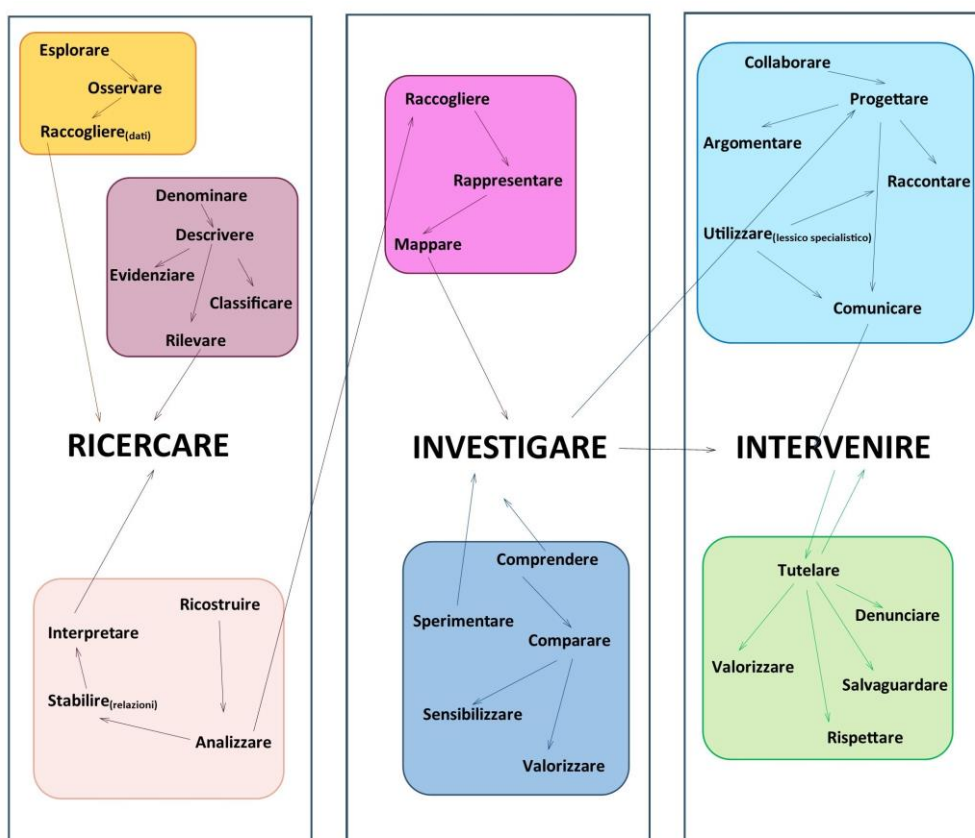 Esplorare
Osservare
Raccogliere(dati)
Denominare
Descrivere
Evidenziare
Classificare
Rilevare
RICERCARE
Ricostruire
Interpretare
Stabilire(relazioni)
Analizzare
Raccogliere
Rappresentare
Mappare
INVESTIGARE
Comprendere
Sperimentare
Comparare
Sensibilizzare
Valorizzare
Collaborare
Progettare
Argomentare
Raccontare
Utilizzare(lessico specialistico)
Comunicare
INTERVENIRE
Tutelare
Denunciare
Valorizzare
Salvaguardare
Rispettare